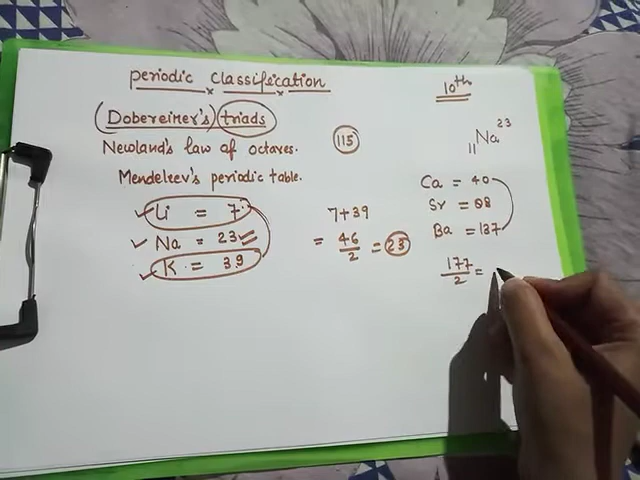 periodic classification
10th
(Dobereiner's) triads
Newland's law of octaves.
115
11Na23
Mendeleev's periodic table.
Li = 7
Na = 23
K = 39
7+39
= 46/2 = 23
Ca = 40
Sr = 88
Ba = 137
177/2 =